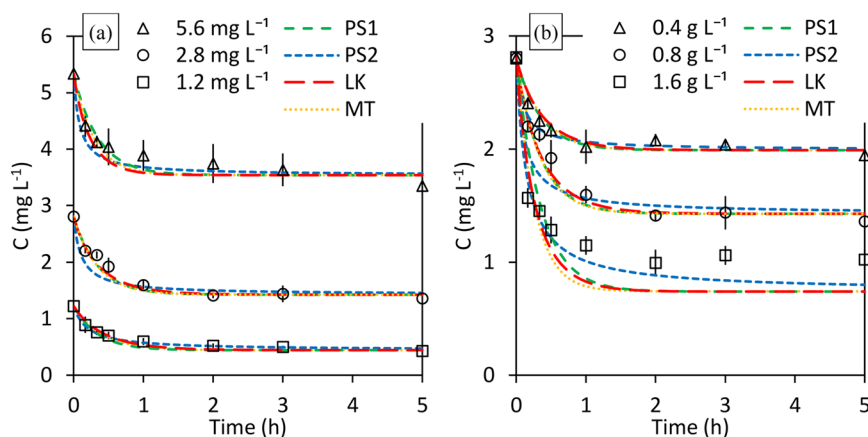 (a)
5.6 mg L⁻¹
2.8 mg L⁻¹
1.2 mg L⁻¹
PS1
PS2
LK
MT
6
5
4
3
2
1
0
C (mg L⁻¹)
0 1 2 3 4 5
Time (h)
(b)
0.4 g L⁻¹
0.8 g L⁻¹
1.6 g L⁻¹
PS1
PS2
LK
MT
3
2
1
0
C (mg L⁻¹)
0 1 2 3 4 5
Time (h)